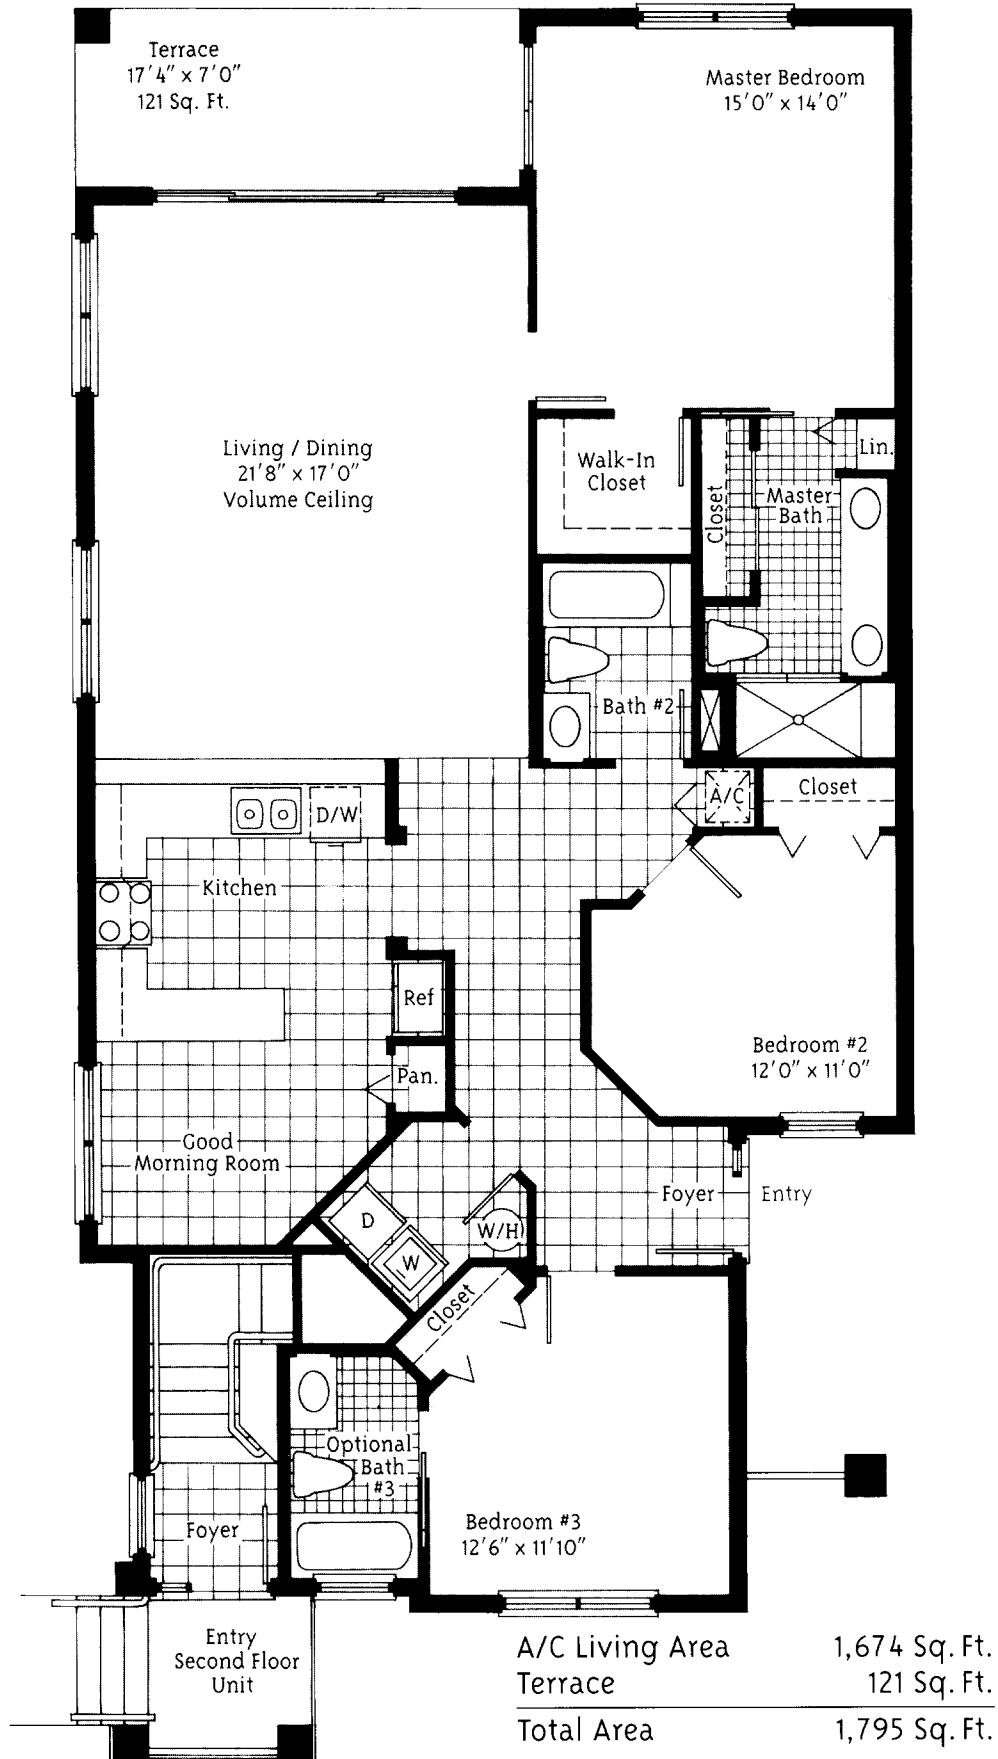 Terrace
17'4" x 7'0"
121 Sq. Ft.
Master Bedroom
15'0" x 14'0"
Living / Dining
21'8" x 17'0"
Volume Ceiling
Walk-In
Closet
Closet
Lin.
Master
Bath
Bath #2
A/C
Closet
D/W
Kitchen
Ref
Pan.
Bedroom #2
12'0" x 11'0"
Good
Morning Room
Foyer
Entry
D
W
W/H
Closet
Optional
Bath
#3
Foyer
Bedroom #3
12'6" x 11'10"
Entry
Second Floor
Unit
A/C Living Area 1,674 Sq. Ft.
Terrace 121 Sq. Ft.
Total Area 1,795 Sq. Ft.